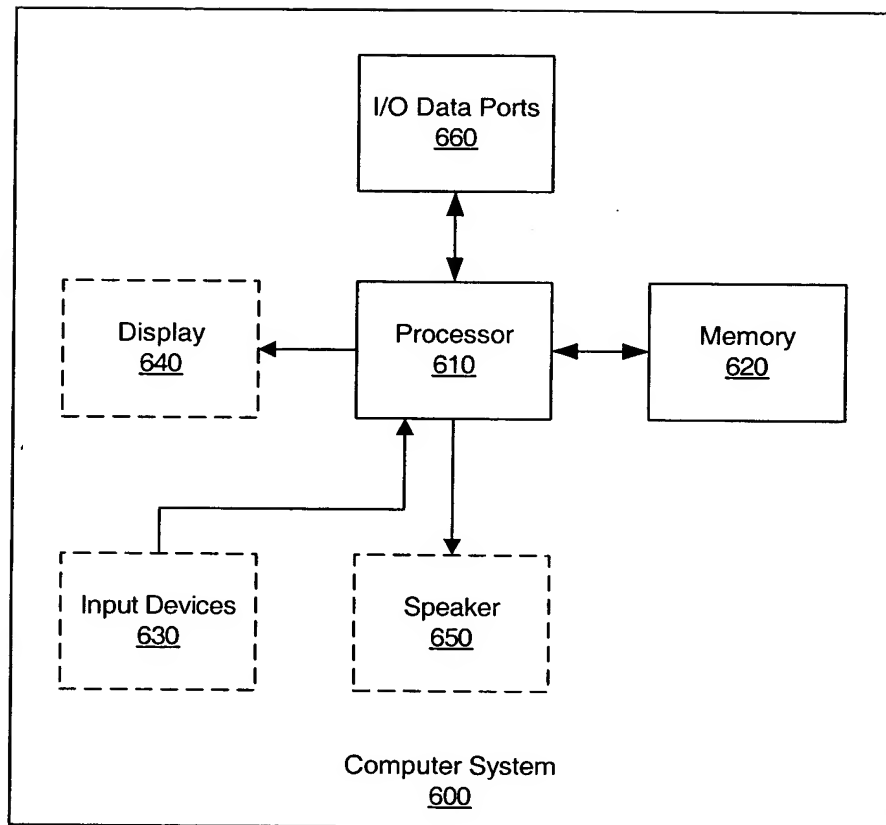 I/O Data Ports
660
Display
640
Processor
610
Memory
620
Input Devices
630
Speaker
650
Computer System
600